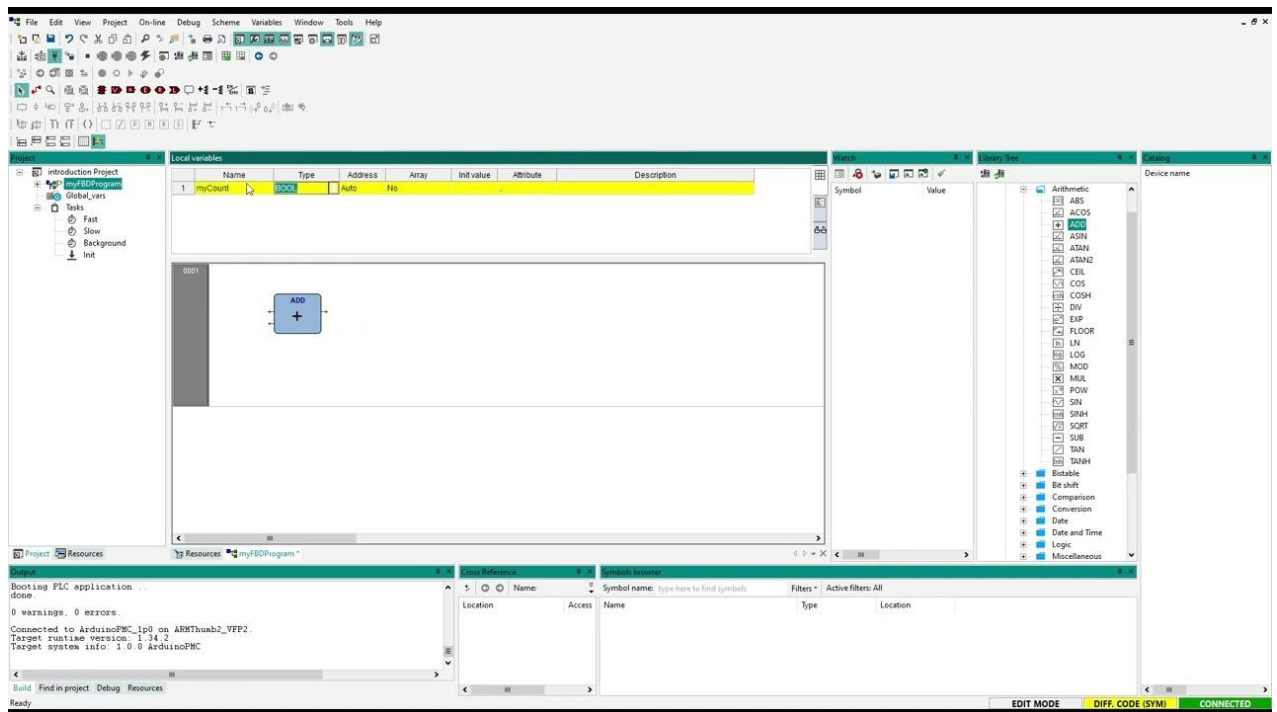 File Edit View Project On-line Debug Scheme Variables Window Tools Help
Project
introduction Project
myFBDProgram
Global_vars
Tasks
Fast
Slow
Background
Init
Project Resources
Local variables
Name Type Address Array Init value Attribute Description
1 myCount BOOL Auto No ..
0001
ADD
+
Resources myFBDProgram *
Watch
Symbol Value
Library Tree
Arithmetic
ABS
ACOS
ADD
ASIN
ATAN
ATAN2
CEIL
COS
COSH
DIV
EXP
FLOOR
LN
LOG
MOD
MUL
POW
SIN
SINH
SQRT
SUB
TAN
TANH
Bistable
Bit shift
Comparison
Conversion
Date
Date and Time
Logic
Miscellaneous
Catalog
Device name
Output
Booting PLC application ..
done.
0 warnings, 0 errors.
Connected to ArduinoPMC_1p0 on ARMThumb2_VFP2.
Target runtime version: 1.34.2
Target system info: 1.0.0 ArduinoPMC
Build Find in project Debug Resources
Cross Reference
Name:
Location Access
Symbols browser
Symbol name: type here to find symbols Filters Active filters: All
Name Type Location
Ready EDIT MODE DIFF. CODE (SYM) CONNECTED